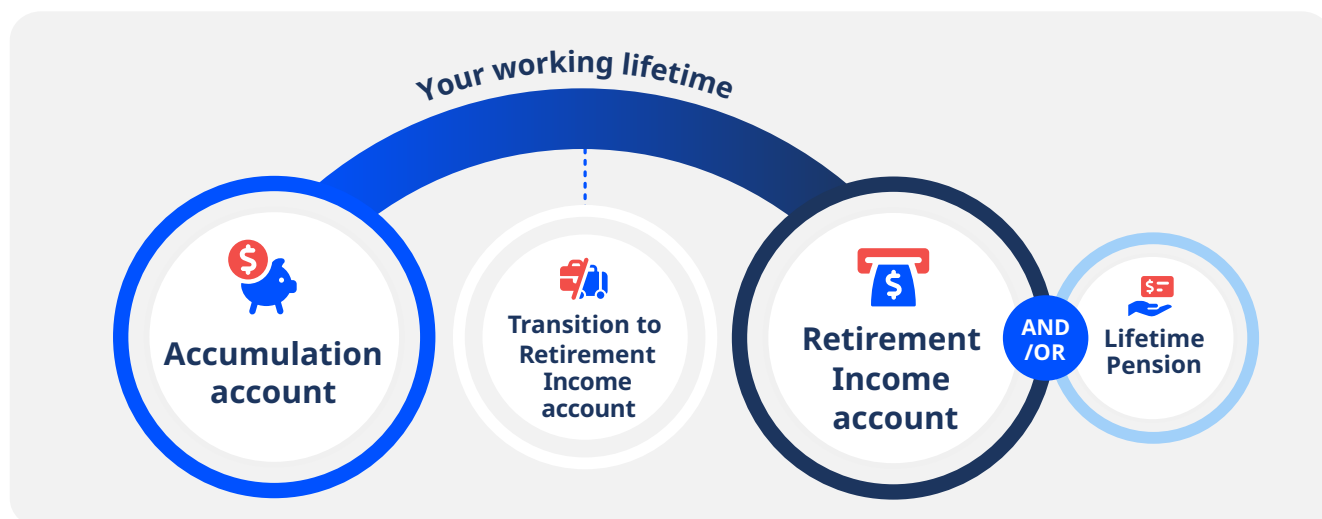 Your working lifetime
$
Accumulation
account
Transition to
Retirement
Income
account
$
Retirement
Income
account
AND
/OR
$
Lifetime
Pension